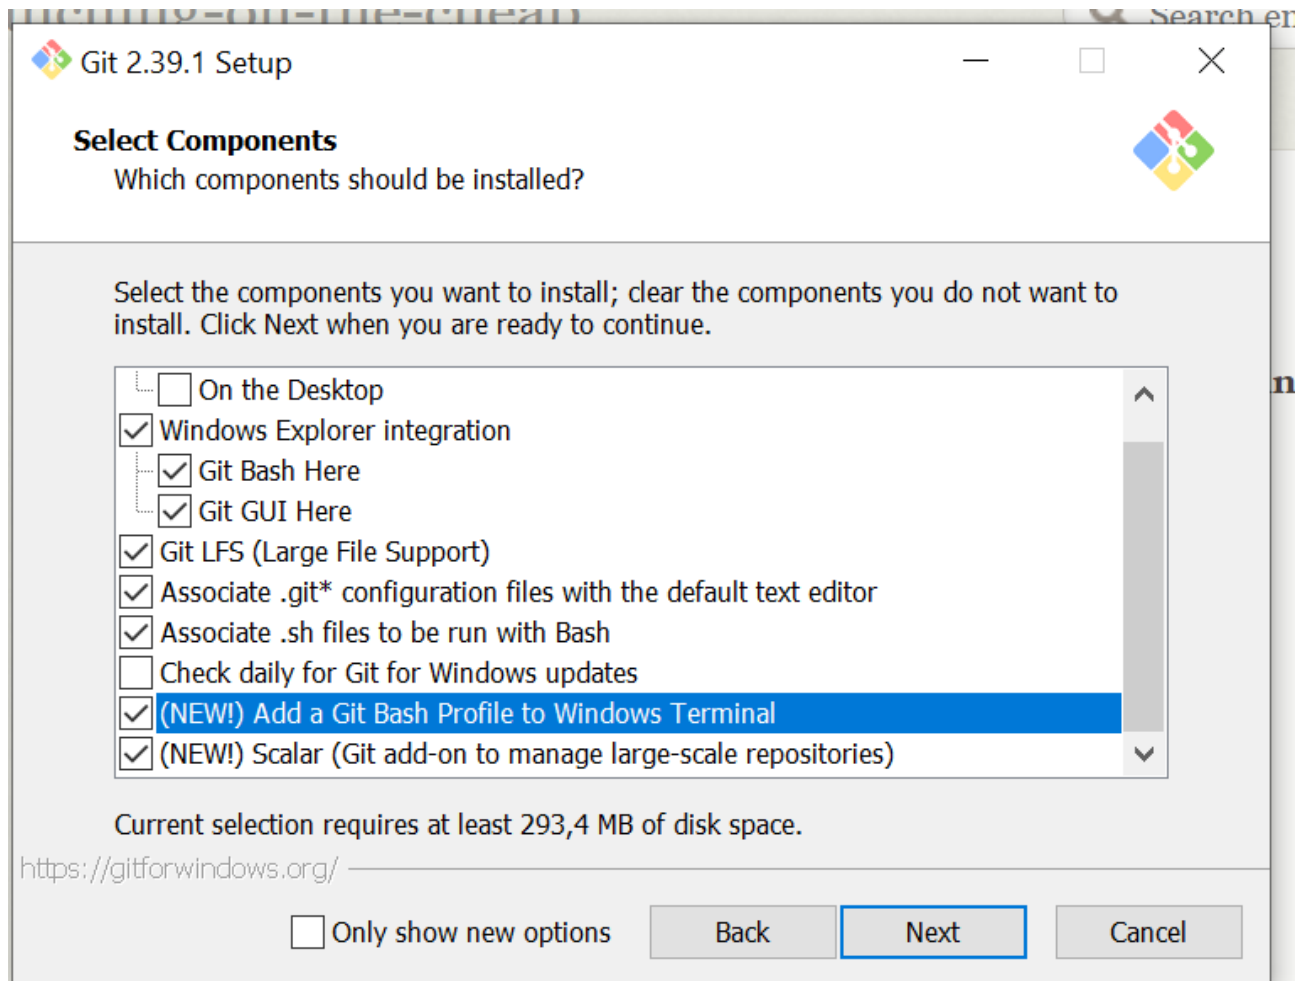 nching-on-the-cheap
Search en
Git 2.39.1 Setup
Select Components
Which components should be installed?
Select the components you want to install; clear the components you do not want to
install. Click Next when you are ready to continue.
On the Desktop
Windows Explorer integration
Git Bash Here
Git GUI Here
Git LFS (Large File Support)
Associate .git* configuration files with the default text editor
Associate .sh files to be run with Bash
Check daily for Git for Windows updates
(NEW!) Add a Git Bash Profile to Windows Terminal
(NEW!) Scalar (Git add-on to manage large-scale repositories)
Current selection requires at least 293,4 MB of disk space.
https://gitforwindows.org/
Only show new options
Back
Next
Cancel